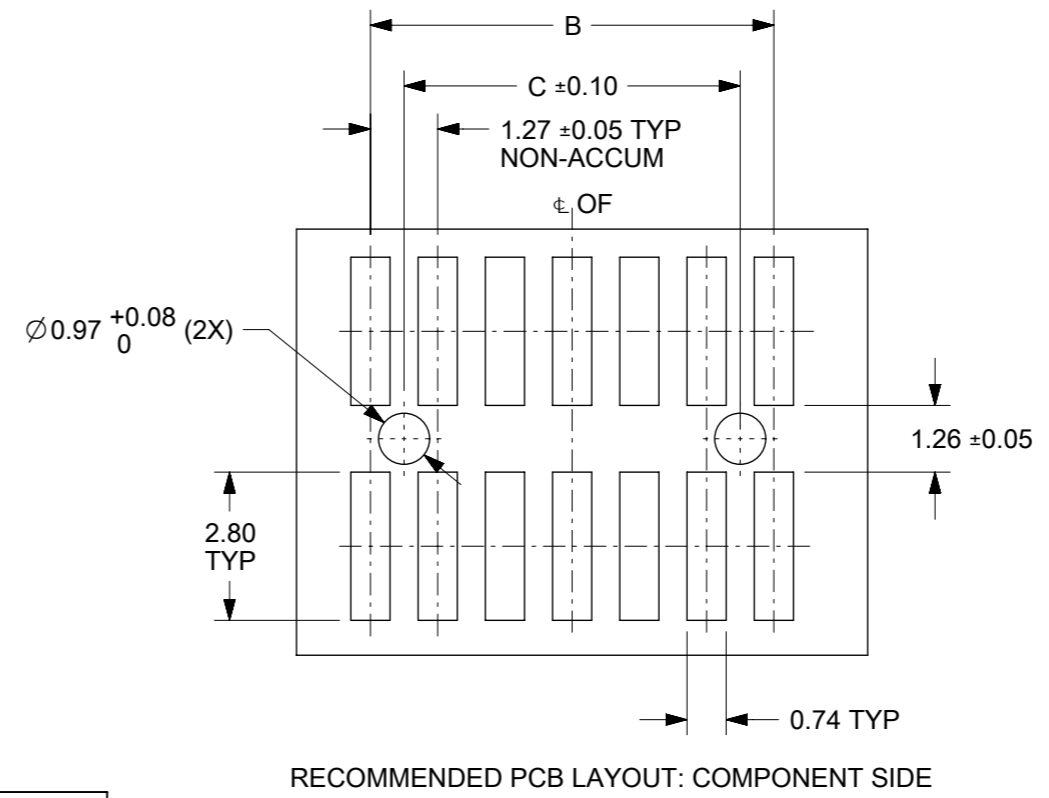 B
C ±0.10
1.27 ±0.05 TYP
NON-ACCUM
℄ OF
⌀0.97 +0.08 (2X)
0
1.26 ±0.05
2.80
TYP
0.74 TYP
RECOMMENDED PCB LAYOUT: COMPONENT SIDE